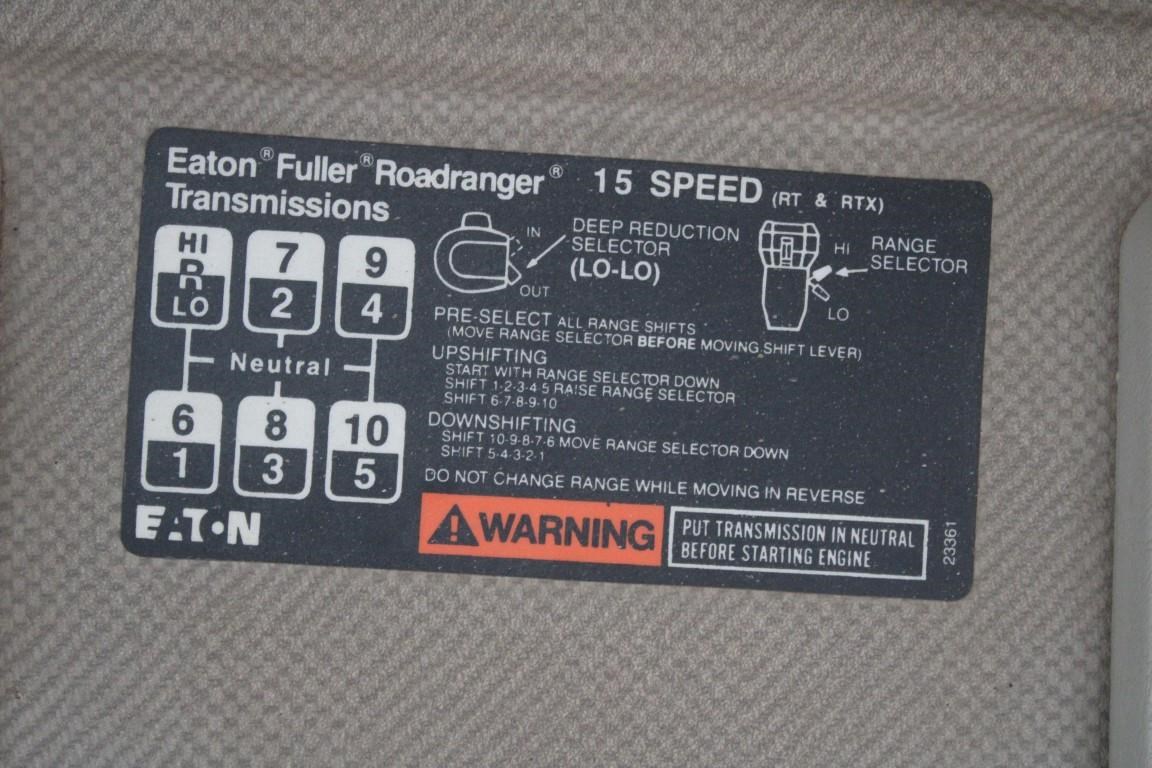 Eaton® Fuller® Roadranger® 15 SPEED (RT & RTX)
Transmissions
HI
R
LO
7
2
9
4
Neutral
6
1
8
3
10
5
IN
OUT
DEEP REDUCTION
SELECTOR
(LO-LO)
HI
LO
RANGE
SELECTOR
PRE-SELECT ALL RANGE SHIFTS
(MOVE RANGE SELECTOR BEFORE MOVING SHIFT LEVER)
UPSHIFTING
START WITH RANGE SELECTOR DOWN
SHIFT 1-2-3-4 5 RAISE RANGE SELECTOR
SHIFT 6-7-8-9-10
DOWNSHIFTING
SHIFT 10-9-8-7-6 MOVE RANGE SELECTOR DOWN
SHIFT 5-4-3-2-1
DO NOT CHANGE RANGE WHILE MOVING IN REVERSE
EATON
WARNING
PUT TRANSMISSION IN NEUTRAL
BEFORE STARTING ENGINE
23361